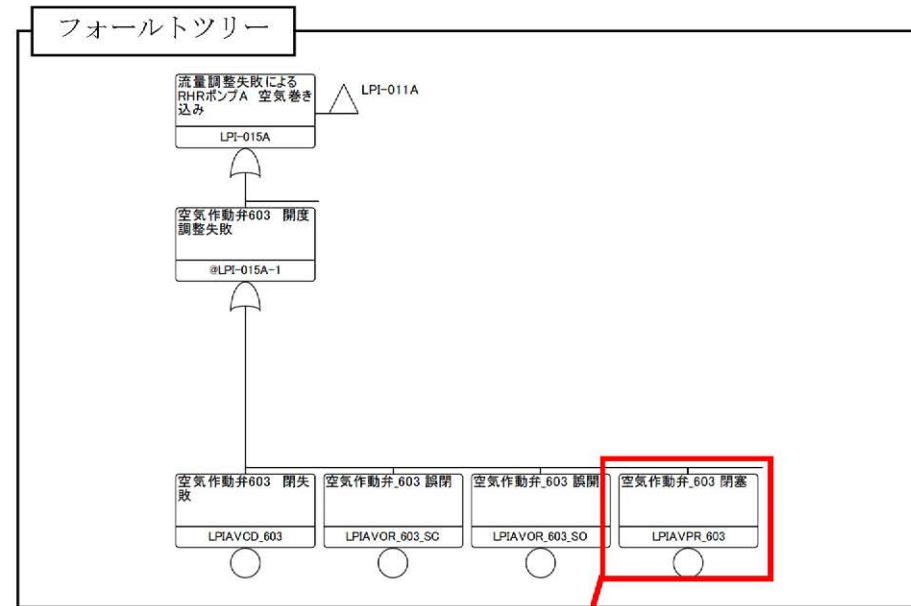 フォールトツリー
流量調整失敗による
RHRポンプA 空気巻き
込み
LPI-011A
LPI-015A
空気作動弁603 開度
調整失敗
@LPI-015A-1
空気作動弁603 閉失
敗
LPIAVCD_603
空気作動弁_603 誤閉
LPIAVOR_603_SC
空気作動弁_603 誤開
LPIAVOR_603_SO
空気作動弁_603 閉塞
LPIAVPR_603